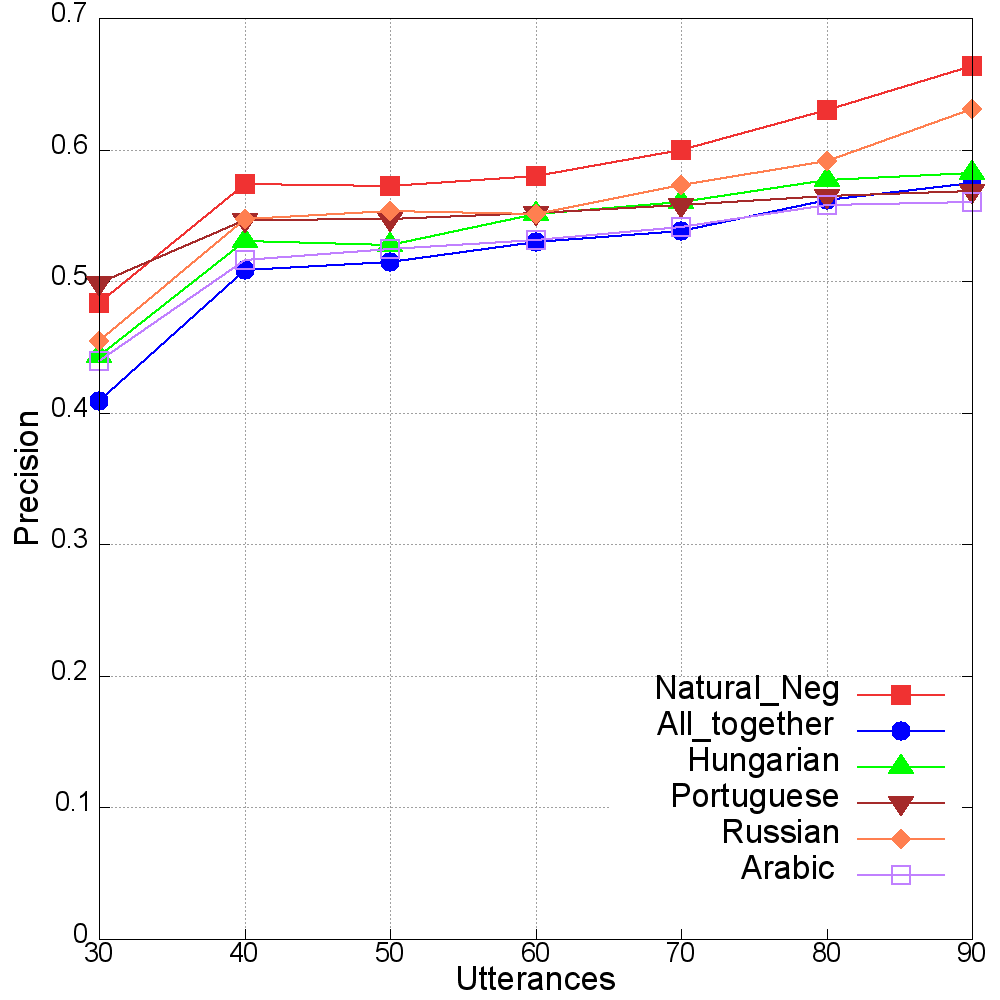 0.7
0.6
0.5
0.4
0.3
0.2
0.1
0
Precision
Natural_Neg
All_together
Hungarian
Portuguese
Russian
Arabic
30 40 50 60 70 80 90
Utterances